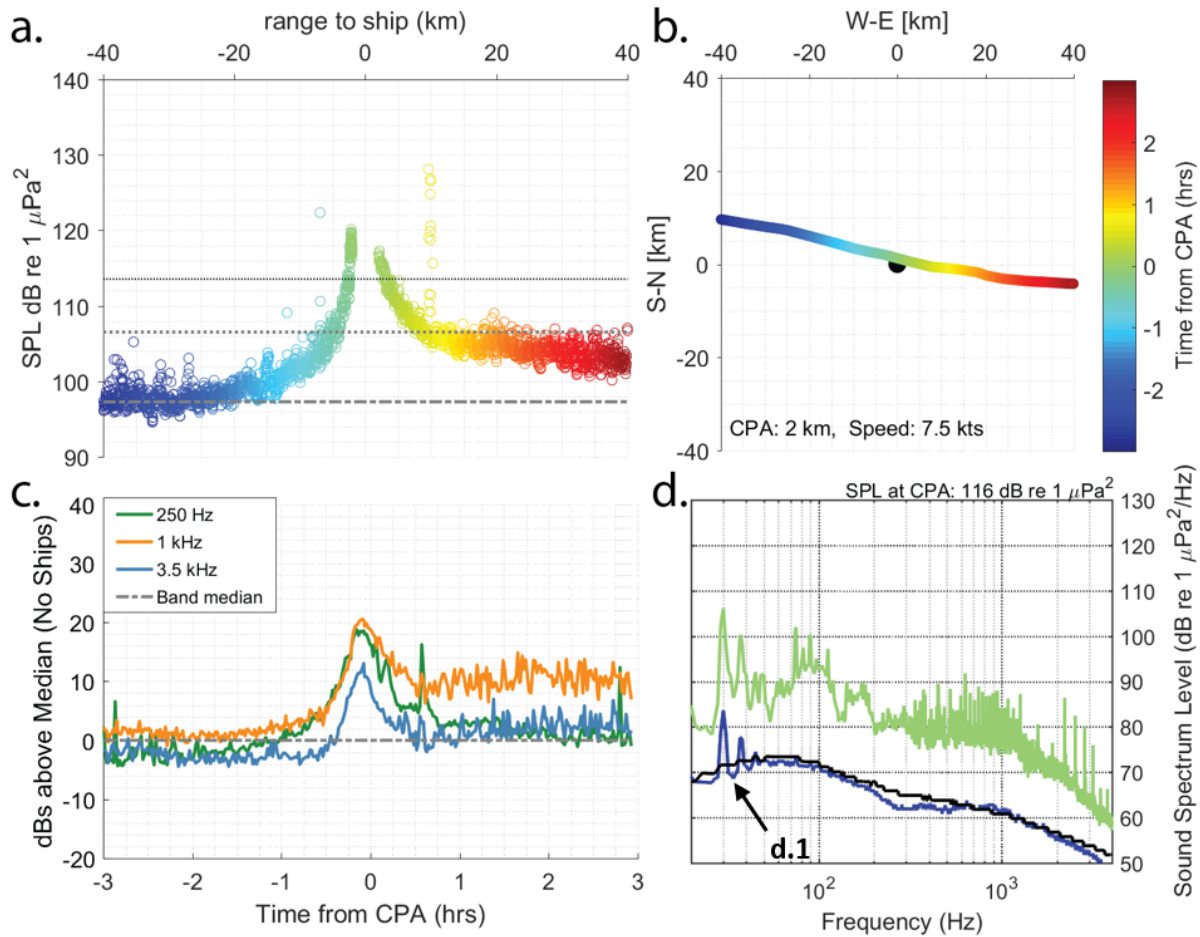 a.
range to ship (km)
-40 -20 0 20 40
SPL dB re 1 μPa²
140
130
120
110
100
90
b.
W-E [km]
-40 -20 0 20 40
S-N [km]
40
20
0
-20
-40
CPA: 2 km, Speed: 7.5 kts
2
1
0
-1
-2
Time from CPA (hrs)
c.
250 Hz
1 kHz
3.5 kHz
Band median
dBs above Median (No Ships)
40
30
20
10
0
-10
-20
-3 -2 -1 0 1 2 3
Time from CPA (hrs)
d.
SPL at CPA: 116 dB re 1 μPa²
130
120
110
100
90
80
70
60
50
Sound Spectrum Level (dB re 1 μPa²/Hz)
d.1
10² 10³
Frequency (Hz)